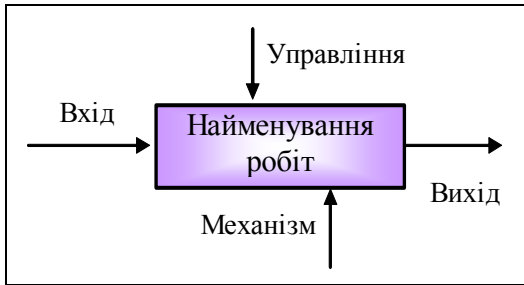 Управління
Вхід
Найменування
робіт
Вихід
Механізм